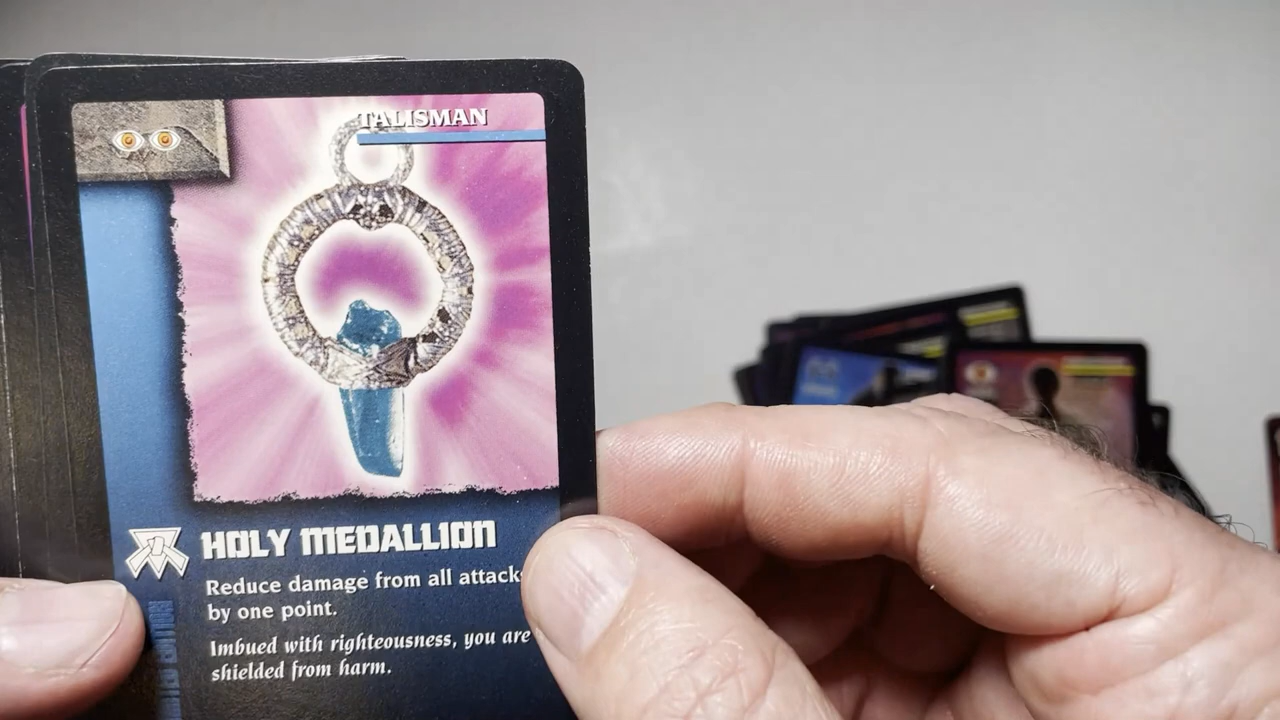 TALISMAN
HOLY MEDALLION
Reduce damage from all attacks
by one point.
Imbued with righteousness, you are
shielded from harm.
EDITION